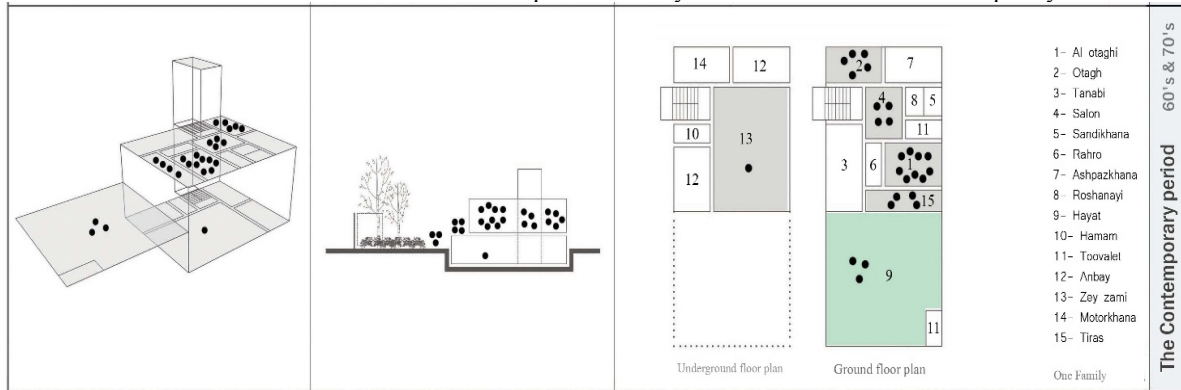 14
12
10
13
12
2
7
4
8
5
11
3
6
1
15
9
11
Underground floor plan
Ground floor plan
1- Al otaghi
2- Otagh
3- Tanabi
4- Salon
5- Sandikhana
6- Rahro
7- Ashpazkhana
8- Roshanayi
9- Hayat
10- Hamam
11- Toovalet
12- Anbay
13- Zey zami
14- Motorkhana
15- Tiras
One Family
The Contemporary period 60's & 70's